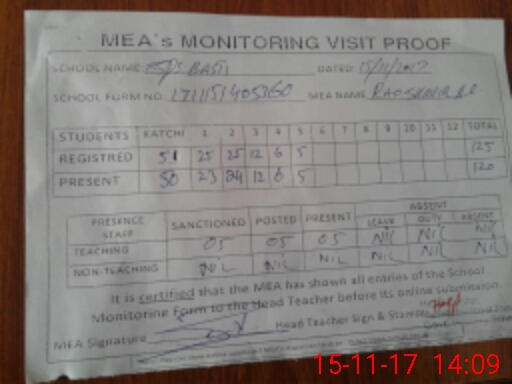 MEA's MONITORING VISIT PROOF
SCHOOL NAME GPS BASTI DATED 15/11/2017
SCHOOL FORM NO MEA NAME
STUDENTS KATCHI 1 2 3 4 5 6 7 8 9 10 11 12 TOTAL
REGISTRED 51 25 25 12 6 5 125
PRESENT 50 23 24 12 6 5 120
PRESENCE STAFF SANCTIONED POSTED PRESENT ABSENT
LEAVE DUTY ABSENT
TEACHING 05 05 05 Nil Nil Nil
NON-TEACHING NIL NIL NIL NIL NIL NIL
It is certified that the MEA has shown all entries of the School
Monitoring Form to the Head Teacher before its online submission.
MEA Signature Head Teacher Sign & Stamp
15-11-17 14:09